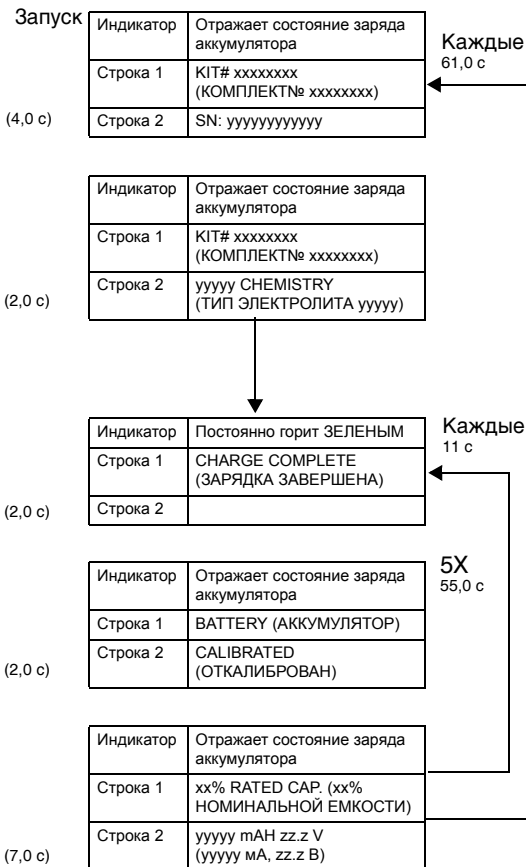 Запуск
Индикатор Отражает состояние заряда
аккумулятора
Каждые
61,0 с
Строка 1 KIT# xxxxxxxx
(КОМПЛЕКТ№ xxxxxxxx)
(4,0 с) Строка 2 SN: yyyyyyyyyyyy
Индикатор Отражает состояние заряда
аккумулятора
Строка 1 KIT# xxxxxxxx
(КОМПЛЕКТ№ xxxxxxxx)
Строка 2 yyyyy CHEMISTRY
(2,0 с) (ТИП ЭЛЕКТРОЛИТА yyyyy)
Индикатор Постоянно горит ЗЕЛЕНЫМ
Каждые
11 с
Строка 1 CHARGE COMPLETE
(ЗАРЯДКА ЗАВЕРШЕНА)
(2,0 с) Строка 2
Индикатор Отражает состояние заряда
аккумулятора
5X
55,0 с
Строка 1 BATTERY (АККУМУЛЯТОР)
Строка 2 CALIBRATED
(2,0 с) (ОТКАЛИБРОВАН)
Индикатор Отражает состояние заряда
аккумулятора
Строка 1 xx% RATED CAP. (xx%
НОМИНАЛЬНОЙ ЕМКОСТИ)
Строка 2 yyyyy mAH zz.z V
(7,0 с) (yyyyy мА, zz.z В)